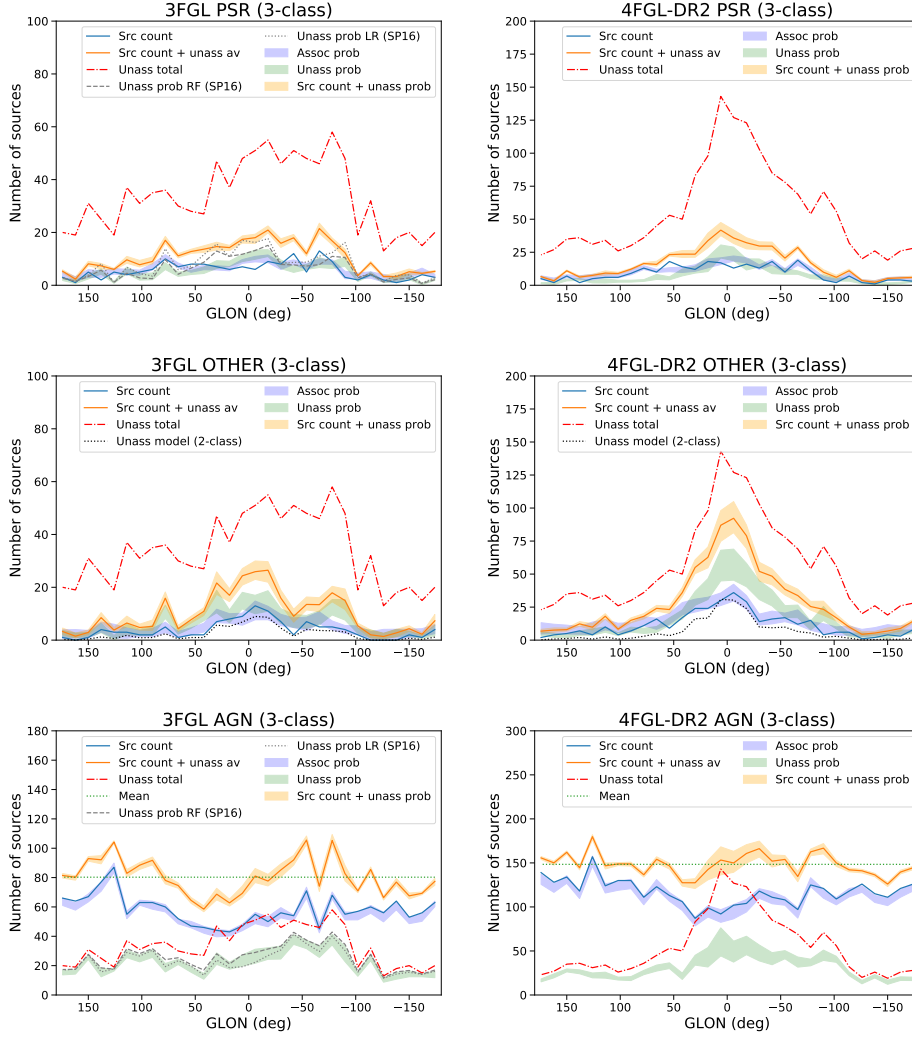 3FGL PSR (3-class)
100
80
60
40
20
0
Number of sources
Src count
Src count + unass av
Unass total
Unass prob RF (SP16)
Unass prob LR (SP16)
Assoc prob
Unass prob
Src count + unass prob
150
100
50
0
−50
−100
−150
GLON (deg)
4FGL-DR2 PSR (3-class)
200
175
150
125
100
75
50
25
0
Number of sources
Src count
Src count + unass av
Unass total
Assoc prob
Unass prob
Src count + unass prob
150
100
50
0
−50
−100
−150
GLON (deg)
3FGL OTHER (3-class)
100
80
60
40
20
0
Number of sources
Src count
Src count + unass av
Unass total
Unass model (2-class)
Assoc prob
Unass prob
Src count + unass prob
150
100
50
0
−50
−100
−150
GLON (deg)
4FGL-DR2 OTHER (3-class)
200
175
150
125
100
75
50
25
0
Number of sources
Src count
Src count + unass av
Unass total
Unass model (2-class)
Assoc prob
Unass prob
Src count + unass prob
150
100
50
0
−50
−100
−150
GLON (deg)
3FGL AGN (3-class)
180
160
140
120
100
80
60
40
20
0
Number of sources
Src count
Src count + unass av
Unass total
Mean
Unass prob RF (SP16)
Unass prob LR (SP16)
Assoc prob
Unass prob
Src count + unass prob
150
100
50
0
−50
−100
−150
GLON (deg)
4FGL-DR2 AGN (3-class)
300
250
200
150
100
50
0
Number of sources
Src count
Src count + unass av
Unass total
Mean
Assoc prob
Unass prob
Src count + unass prob
150
100
50
0
−50
−100
−150
GLON (deg)